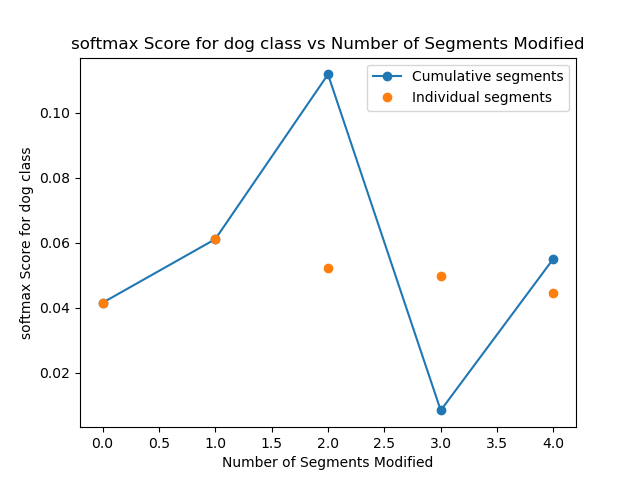 softmax Score for dog class vs Number of Segments Modified
Cumulative segments
Individual segments
softmax Score for dog class
0.10
0.08
0.06
0.04
0.02
0.0 0.5 1.0 1.5 2.0 2.5 3.0 3.5 4.0
Number of Segments Modified